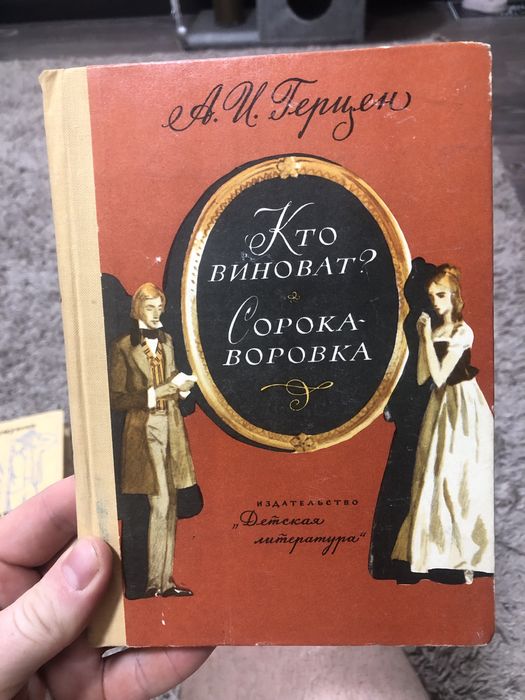 А. И. Герцен
Кто
виноват?
Сорока-
воровка
издательство
„Детская
литература“